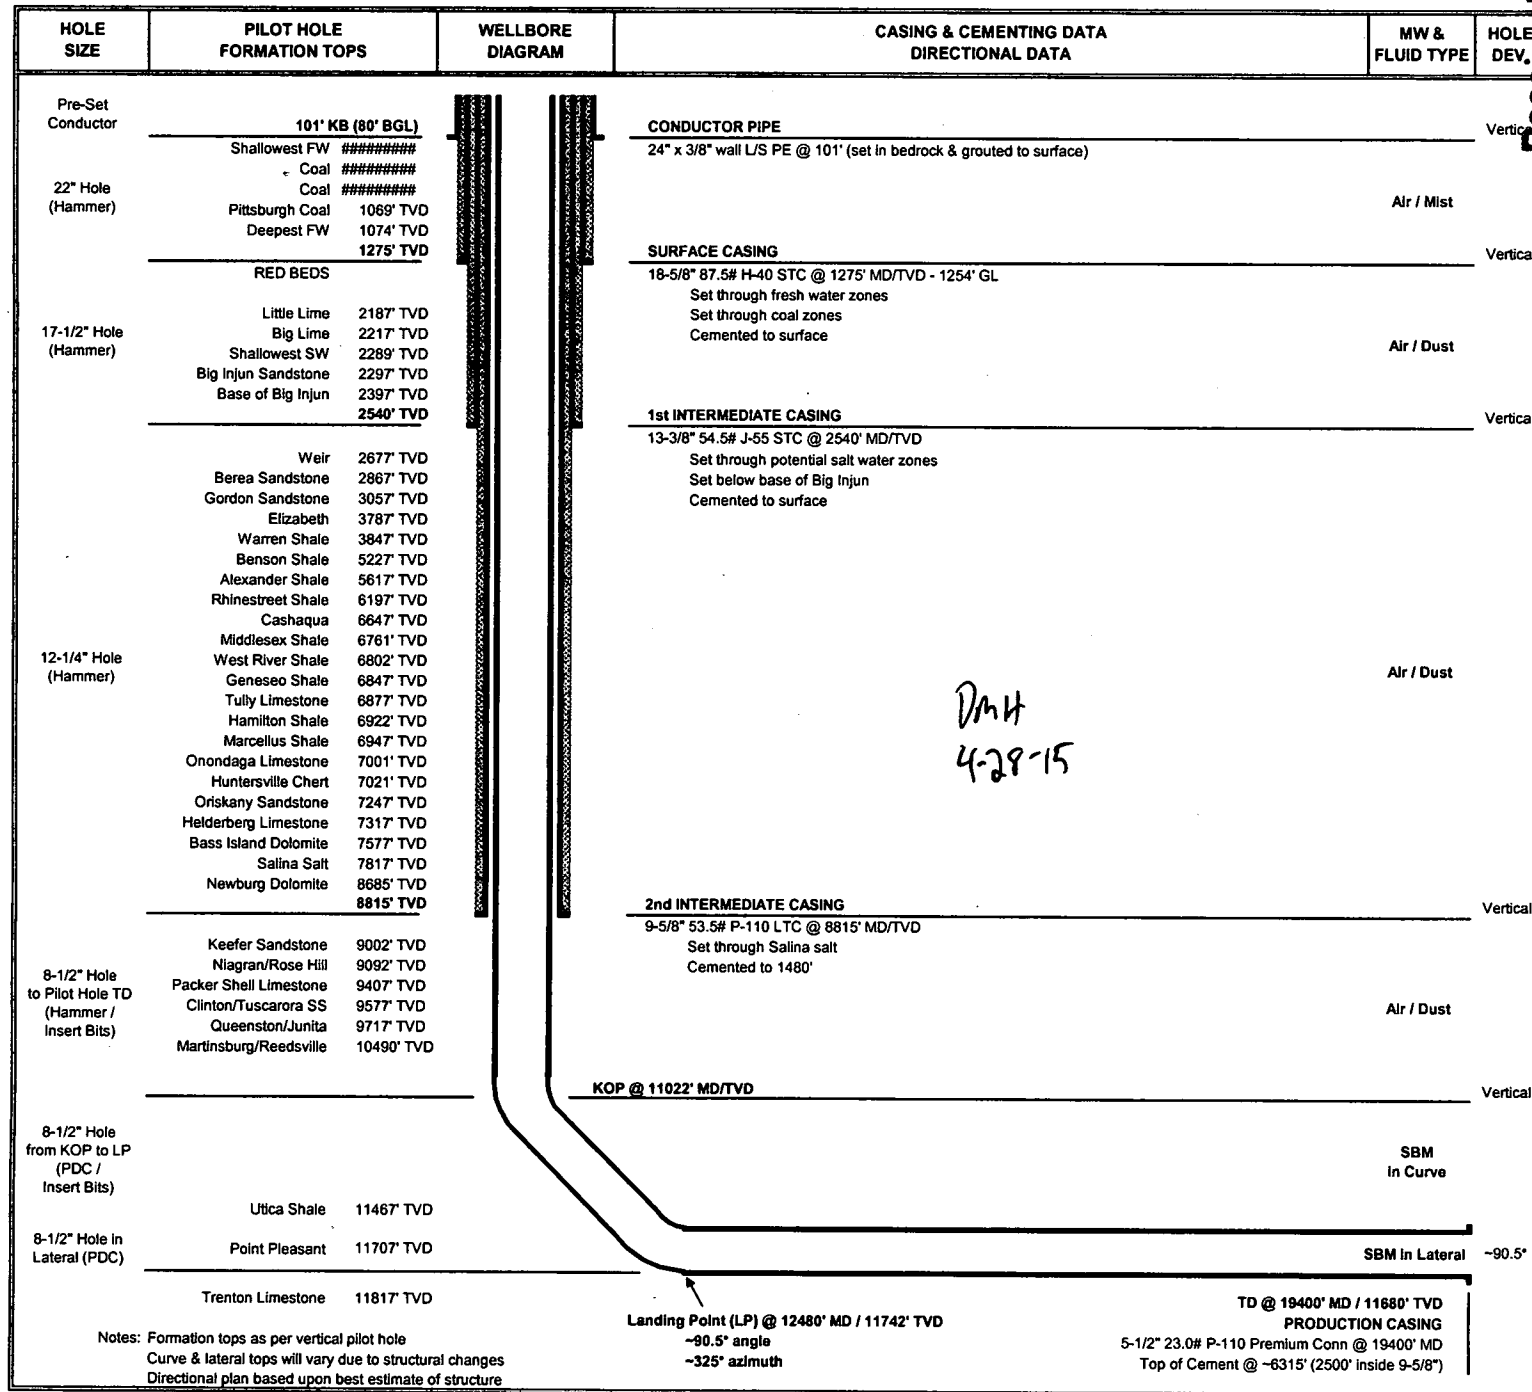 HOLE SIZE
PILOT HOLE FORMATION TOPS
WELLBORE DIAGRAM
CASING & CEMENTING DATA
DIRECTIONAL DATA
MW & FLUID TYPE
HOLE DEV.
Pre-Set
Conductor
101' KB (80' BGL)
CONDUCTOR PIPE
Shallowest FW #########
24" x 3/8" wall L/S PE @ 101' (set in bedrock & grouted to surface)
Coal #########
22" Hole
(Hammer)
Coal #########
Pittsburgh Coal 1069' TVD
Air / Mist
Deepest FW 1074' TVD
1275' TVD
SURFACE CASING
Vertica
RED BEDS
18-5/8" 87.5# H-40 STC @ 1275' MD/TVD - 1254' GL
Set through fresh water zones
Set through coal zones
Cemented to surface
17-1/2" Hole
(Hammer)
Little Lime 2187' TVD
Big Lime 2217' TVD
Shallowest SW 2289' TVD
Air / Dust
Big Injun Sandstone 2297' TVD
Base of Big Injun 2397' TVD
2540' TVD
1st INTERMEDIATE CASING
Vertica
13-3/8" 54.5# J-55 STC @ 2540' MD/TVD
Set through potential salt water zones
Set below base of Big Injun
Cemented to surface
Weir 2677' TVD
Berea Sandstone 2867' TVD
Gordon Sandstone 3057' TVD
Elizabeth 3787' TVD
Warren Shale 3847' TVD
Benson Shale 5227' TVD
Alexander Shale 5617' TVD
Rhinestreet Shale 6197' TVD
Cashaqua 6647' TVD
Middlesex Shale 6761' TVD
12-1/4" Hole
(Hammer)
West River Shale 6802' TVD
Air / Dust
Geneseo Shale 6847' TVD
Tully Limestone 6877' TVD
Hamilton Shale 6922' TVD
Marcellus Shale 6947' TVD
Onondaga Limestone 7001' TVD
Huntersville Chert 7021' TVD
Oriskany Sandstone 7247' TVD
Helderberg Limestone 7317' TVD
Bass Island Dolomite 7577' TVD
Salina Salt 7817' TVD
Newburg Dolomite 8685' TVD
8815' TVD
DMH
4-28-15
2nd INTERMEDIATE CASING
Vertical
9-5/8" 53.5# P-110 LTC @ 8815' MD/TVD
Set through Salina salt
Cemented to 1480'
8-1/2" Hole
to Pilot Hole TD
(Hammer /
Insert Bits)
Keefer Sandstone 9002' TVD
Niagran/Rose Hill 9092' TVD
Packer Shell Limestone 9407' TVD
Clinton/Tuscarora SS 9577' TVD
Queenston/Junita 9717' TVD
Martinsburg/Reedsville 10490' TVD
Air / Dust
KOP @ 11022' MD/TVD
Vertical
8-1/2" Hole
from KOP to LP
(PDC /
Insert Bits)
SBM
in Curve
Utica Shale 11467' TVD
8-1/2" Hole in
Lateral (PDC)
Point Pleasant 11707' TVD
SBM in Lateral
~90.5°
Trenton Limestone 11817' TVD
Landing Point (LP) @ 12480' MD / 11742' TVD
~90.5° angle
~325° azimuth
TD @ 19400' MD / 11680' TVD
PRODUCTION CASING
5-1/2" 23.0# P-110 Premium Conn @ 19400' MD
Top of Cement @ ~6315' (2500' inside 9-5/8")
Notes: Formation tops as per vertical pilot hole
Curve & lateral tops will vary due to structural changes
Directional plan based upon best estimate of structure